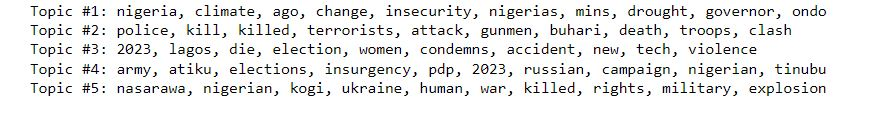 Topic #1: nigeria, climate, ago, change, insecurity, nigerias, mins, drought, governor, ondo
Topic #2: police, kill, killed, terrorists, attack, gunmen, buhari, death, troops, clash
Topic #3: 2023, lagos, die, election, women, condemns, accident, new, tech, violence
Topic #4: army, atiku, elections, insurgency, pdp, 2023, russian, campaign, nigerian, tinubu
Topic #5: nasarawa, nigerian, kogi, ukraine, human, war, killed, rights, military, explosion